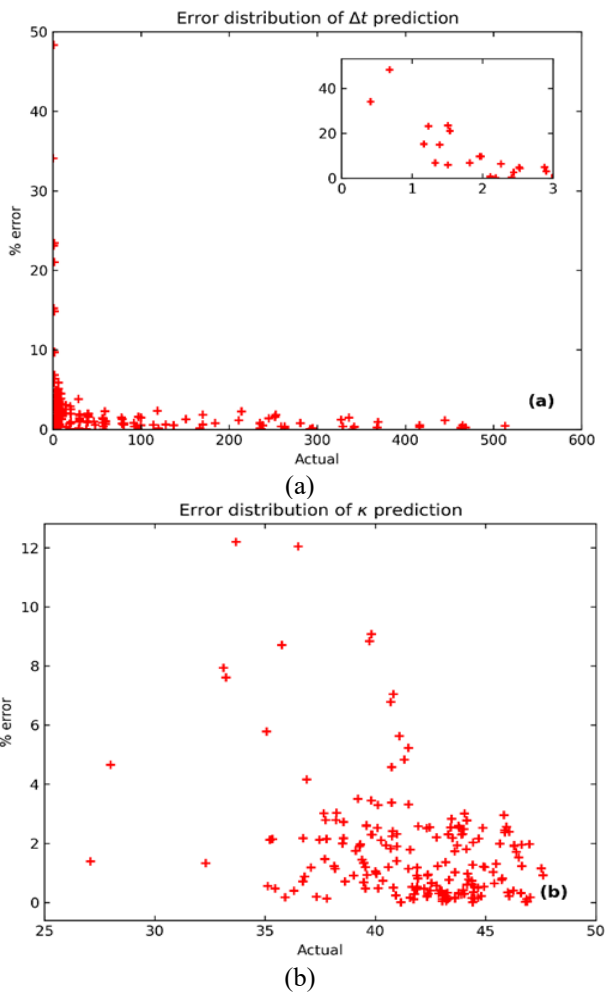 Error distribution of Δt prediction
50
40
30
20
10
0
% error
40
20
0
0 1 2 3
(a)
0 100 200 300 400 500 600
Actual
(a)
Error distribution of κ prediction
12
10
8
6
4
2
0
% error
(b)
25 30 35 40 45 50
Actual
(b)